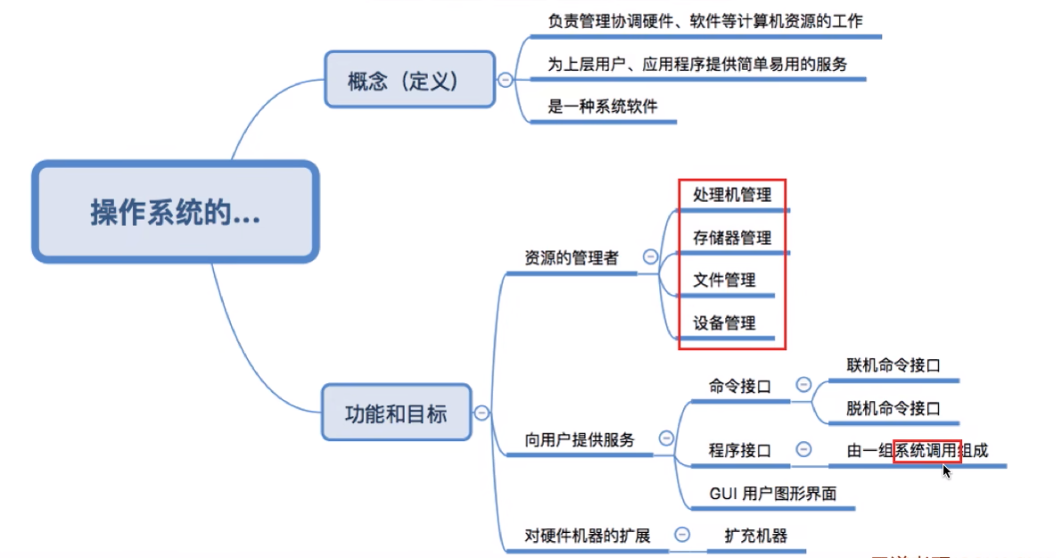 负责管理协调硬件、软件等计算机资源的工作
概念（定义）
为上层用户、应用程序提供简单易用的服务
是一种系统软件
操作系统的...
处理机管理
存储器管理
资源的管理者
文件管理
设备管理
联机命令接口
命令接口
脱机命令接口
功能和目标
向用户提供服务
程序接口
由一组系统调用组成
GUI 用户图形界面
对硬件机器的扩展
扩充机器